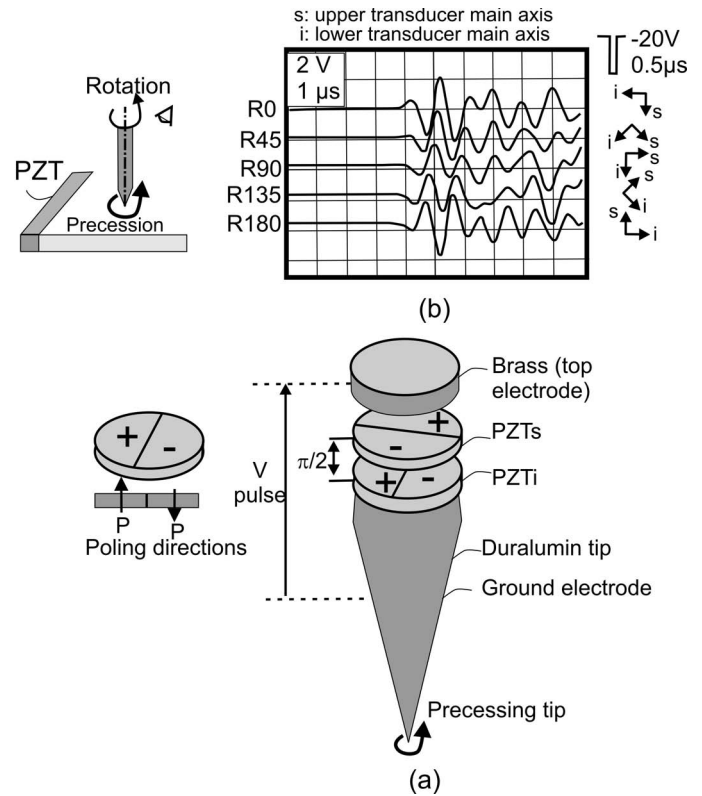 s: upper transducer main axis
i: lower transducer main axis
Rotation
PZT
Precession
2 V
1 µs
R0
R45
R90
R135
R180
-20V
0.5µs
i
s
i
s
s
i
s
i
s
i
(b)
Brass (top
electrode)
+
-
PZTs
π/2
+
-
PZTi
+
-
V
pulse
P
P
Poling directions
Duralumin tip
Ground electrode
Precessing tip
(a)